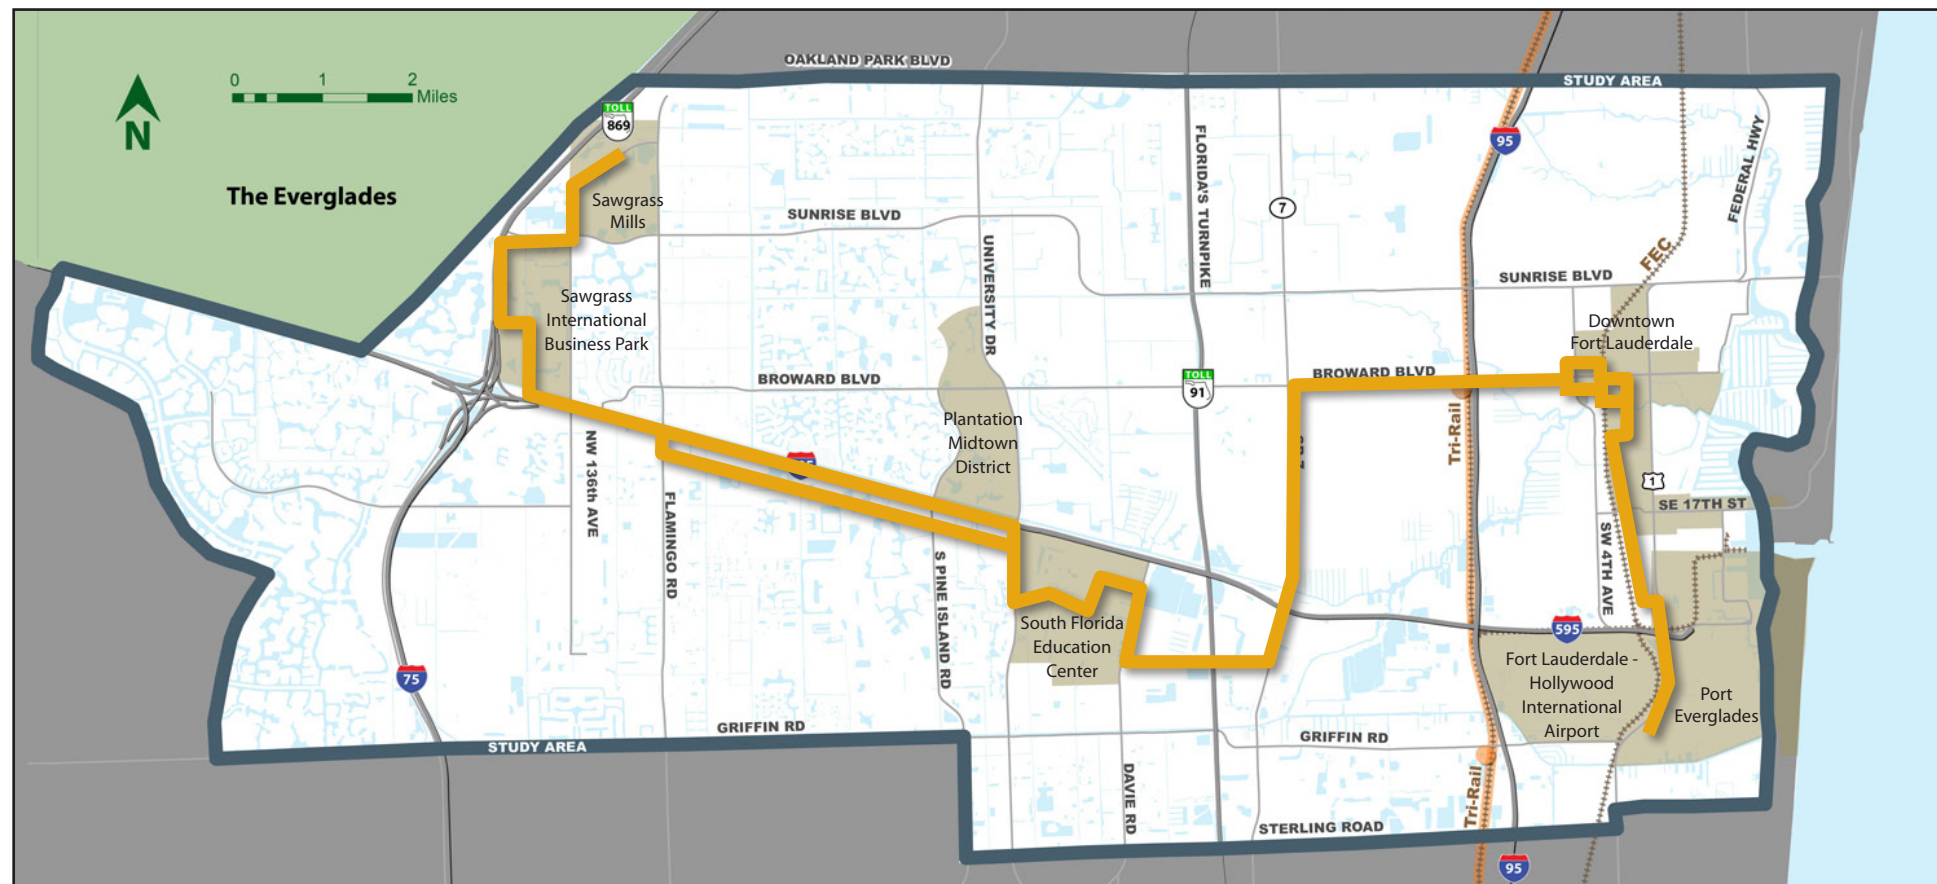 OAKLAND PARK BLVD
STUDY AREA
0 1 2
Miles
N
TOLL
869
95
The Everglades
Sawgrass
Mills
SUNRISE BLVD
UNIVERSITY DR
FLORIDA'S TURNPIKE
7
FEDERAL HWY
FEC
SUNRISE BLVD
Sawgrass
International
Business Park
Downtown
Fort Lauderdale
BROWARD BLVD
TOLL
91
BROWARD BLVD
Plantation
Midtown
District
Tri-Rail
NW 136th AVE
FLAMINGO RD
1
SE 17TH ST
SW 4TH AVE
S PINE ISLAND RD
South Florida
Education
Center
595
Fort Lauderdale -
Hollywood
International
Airport
Port
Everglades
75
GRIFFIN RD
GRIFFIN RD
STUDY AREA
DAVIE RD
Tri-Rail
STERLING ROAD
95